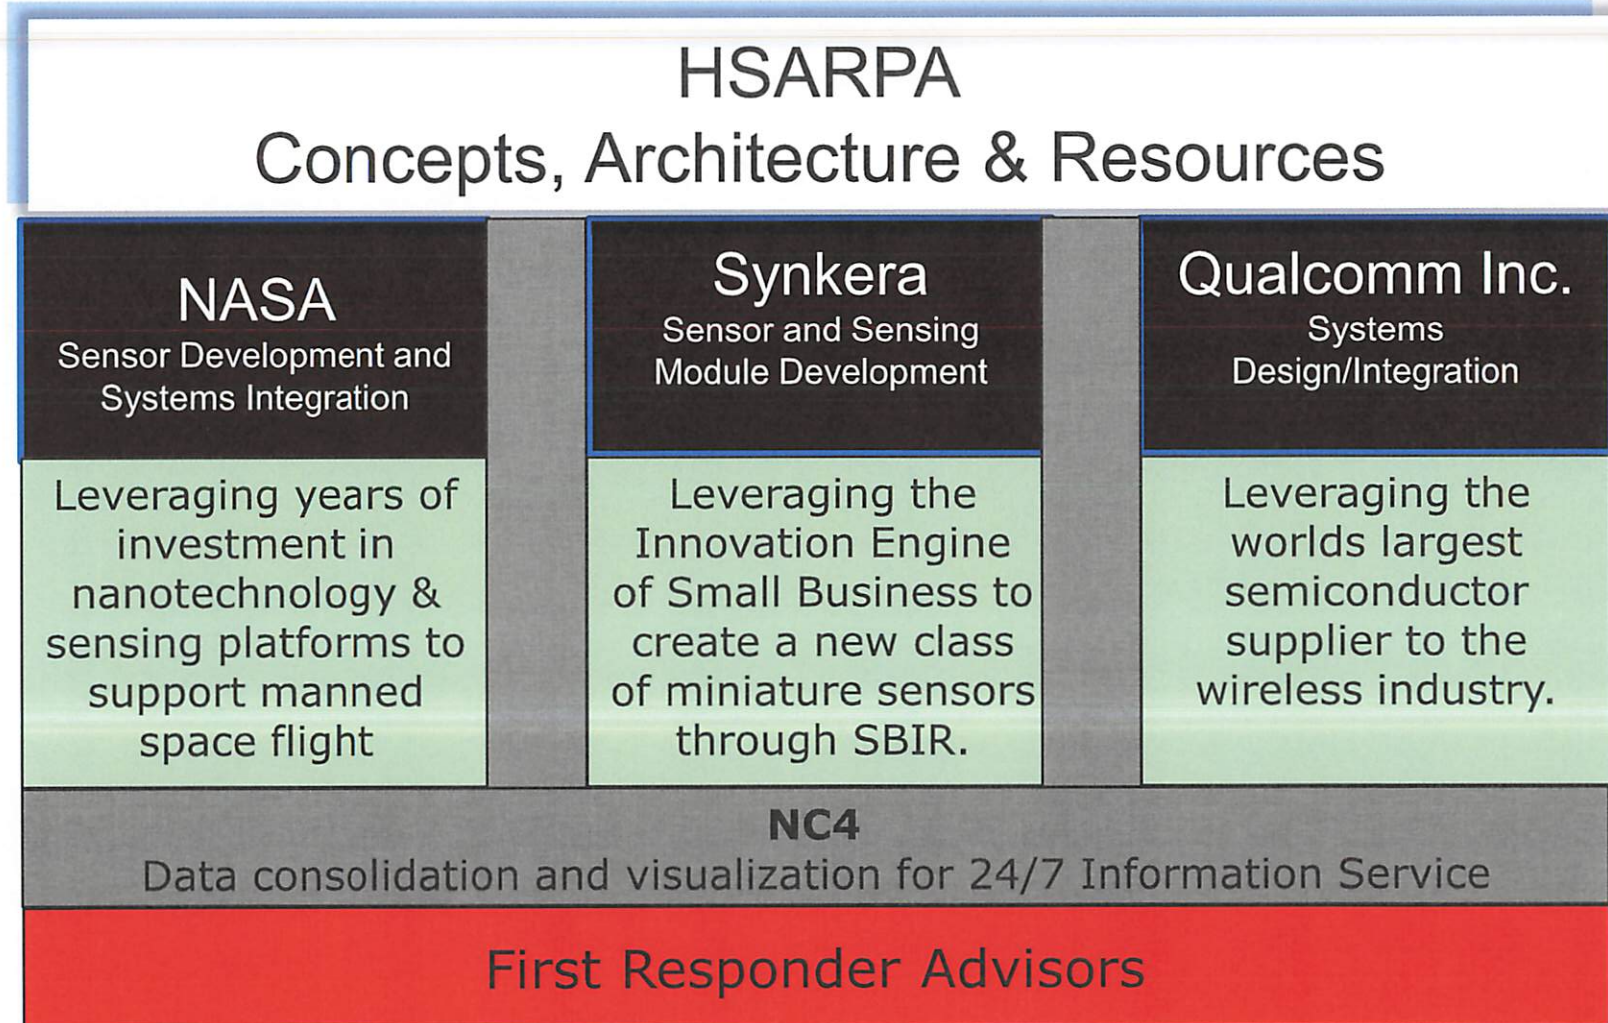 HSARPA
Concepts, Architecture & Resources
NASA
Sensor Development and
Systems Integration
Synkera
Sensor and Sensing
Module Development
Qualcomm Inc.
Systems
Design/Integration
Leveraging years of
investment in
nanotechnology &
sensing platforms to
support manned
space flight
Leveraging the
Innovation Engine
of Small Business to
create a new class
of miniature sensors
through SBIR.
Leveraging the
worlds largest
semiconductor
supplier to the
wireless industry.
NC4
Data consolidation and visualization for 24/7 Information Service
First Responder Advisors